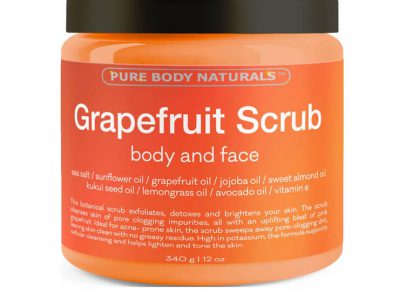 PURE BODY NATURALS™
Grapefruit Scrub
body and face
sea salt / sunflower oil / grapefruit oil / jojoba oil / sweet almond oil
kukui seed oil / lemongrass oil / avocado oil / vitamin e
This botanical scrub exfoliates, detoxes and brightens your skin. The scrub
cleanses skin of pore clogging impurities, all with an uplifting blast of pink
grapefruit. Ideal for acne- prone skin, the scrub sweeps away pore-clogging dirt,
leaving skin clean with no greasy residue. High in potassium, the formula supports
cellular cleansing and helps lighten and tone the skin.
340 g | 12 oz